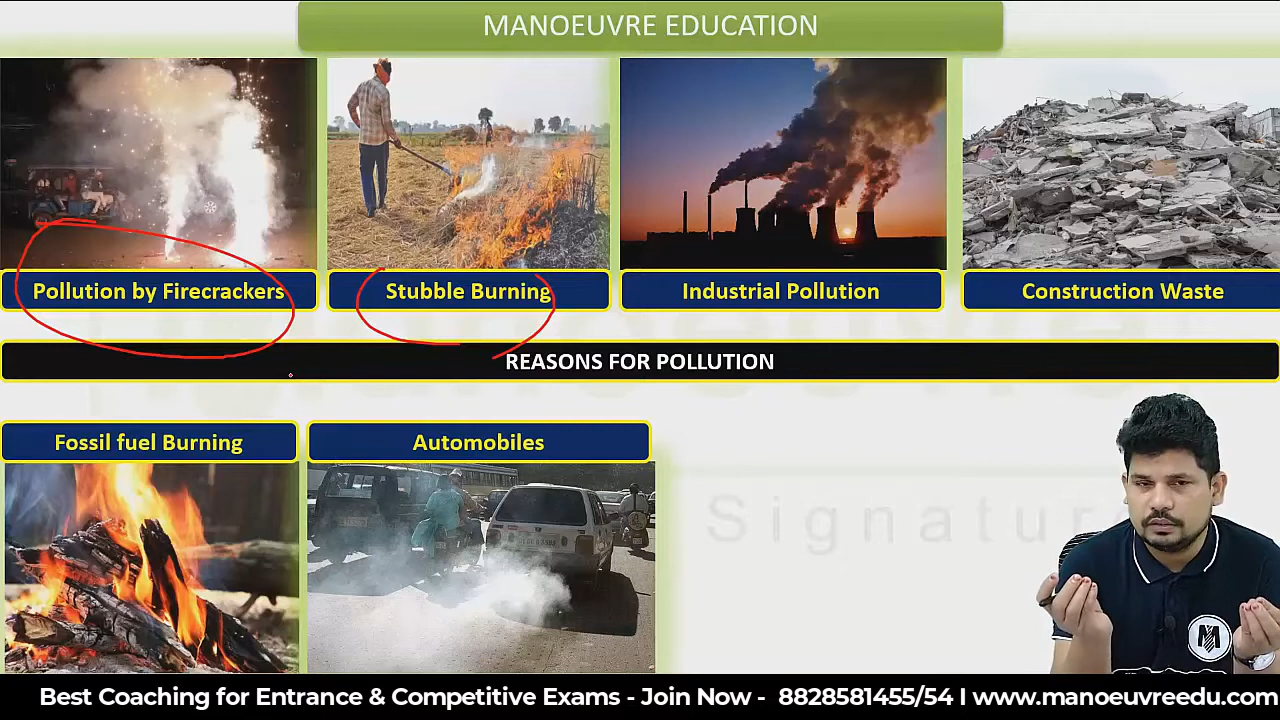 MANOEUVRE EDUCATION
Pollution by Firecrackers
Stubble Burning
Industrial Pollution
Construction Waste
REASONS FOR POLLUTION
Fossil fuel Burning
Automobiles
Signatur
M
Best Coaching for Entrance & Competitive Exams - Join Now - 8828581455/54 I www.manoeuvreedu.com